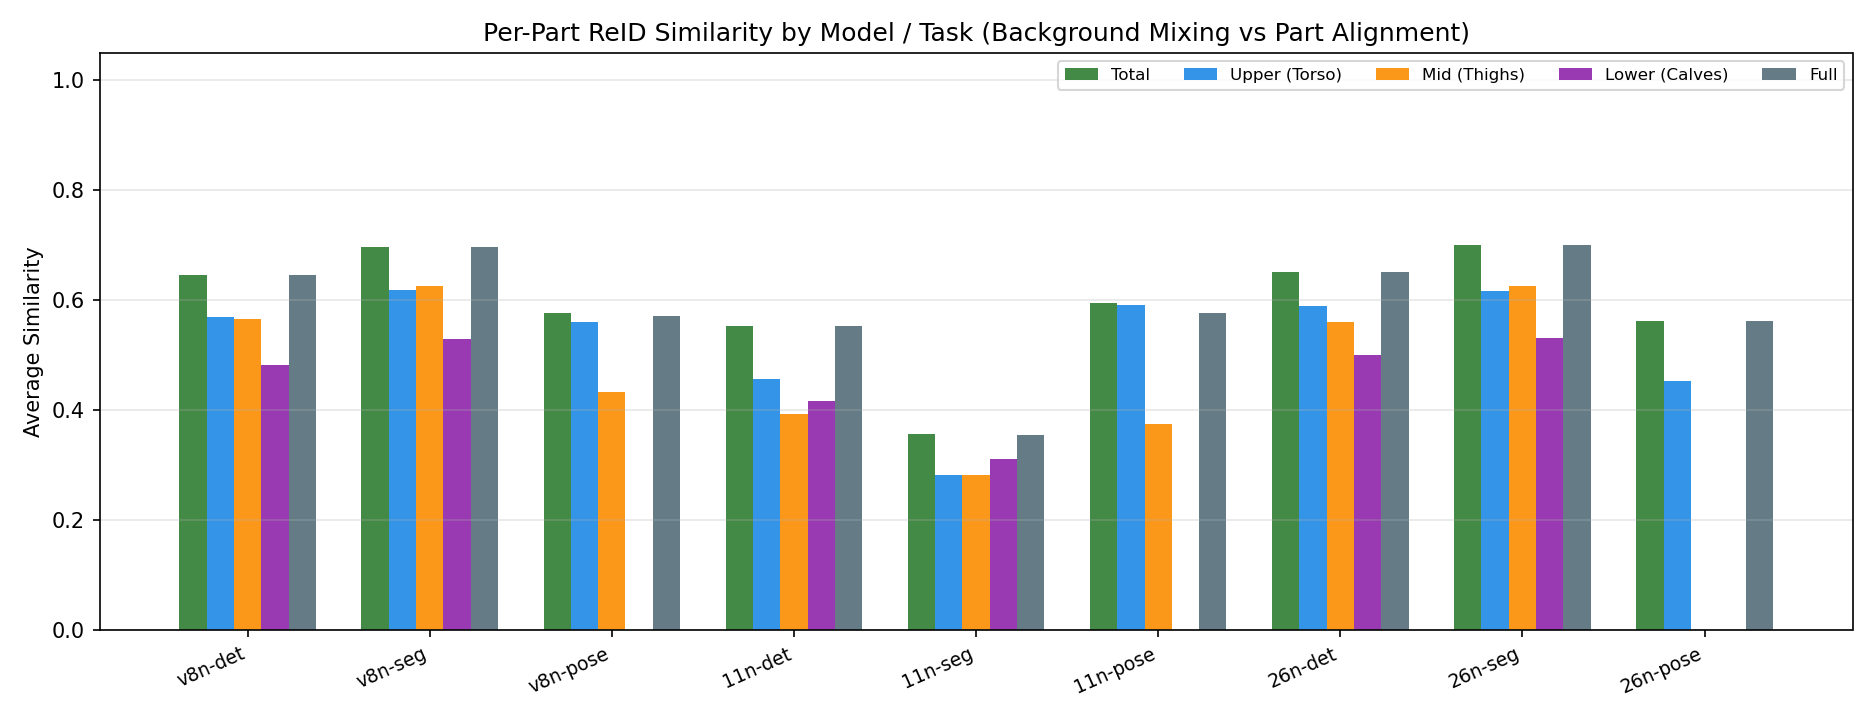 Per-Part ReID Similarity by Model / Task (Background Mixing vs Part Alignment)
Total Upper (Torso) Mid (Thighs) Lower (Calves) Full
Average Similarity
1.0
0.8
0.6
0.4
0.2
0.0
v8n-det v8n-seg v8n-pose 11n-det 11n-seg 11n-pose 26n-det 26n-seg 26n-pose